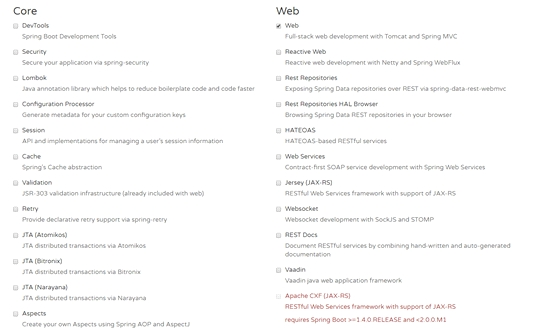 Core
DevTools
Spring Boot Development Tools
Security
Secure your application via spring-security
Lombok
Java annotation library which helps to reduce boilerplate code and code faster
Configuration Processor
Generate metadata for your custom configuration keys
Session
API and implementations for managing a user's session information
Cache
Spring's Cache abstraction
Validation
JSR-303 validation infrastructure (already included with web)
Retry
Provide declarative retry support via spring-retry
JTA (Atomikos)
JTA distributed transactions via Atomikos
JTA (Bitronix)
JTA distributed transactions via Bitronix
JTA (Narayana)
JTA distributed transactions via Narayana
Aspects
Create your own Aspects using Spring AOP and AspectJ
Web
Web
Full-stack web development with Tomcat and Spring MVC
Reactive Web
Reactive web development with Netty and Spring WebFlux
Rest Repositories
Exposing Spring Data repositories over REST via spring-data-rest-webmvc
Rest Repositories HAL Browser
Browsing Spring Data REST repositories in your browser
HATEOAS
HATEOAS-based RESTful services
Web Services
Contract-first SOAP service development with Spring Web Services
Jersey (JAX-RS)
RESTful Web Services framework with support of JAX-RS
Websocket
Websocket development with SockJS and STOMP
REST Docs
Document RESTful services by combining hand-written and auto-generated
documentation
Vaadin
Vaadin java web application framework
Apache CXF (JAX-RS)
RESTful Web Services framework with support of JAX-RS
requires Spring Boot >=1.4.0.RELEASE and <2.0.0.M1